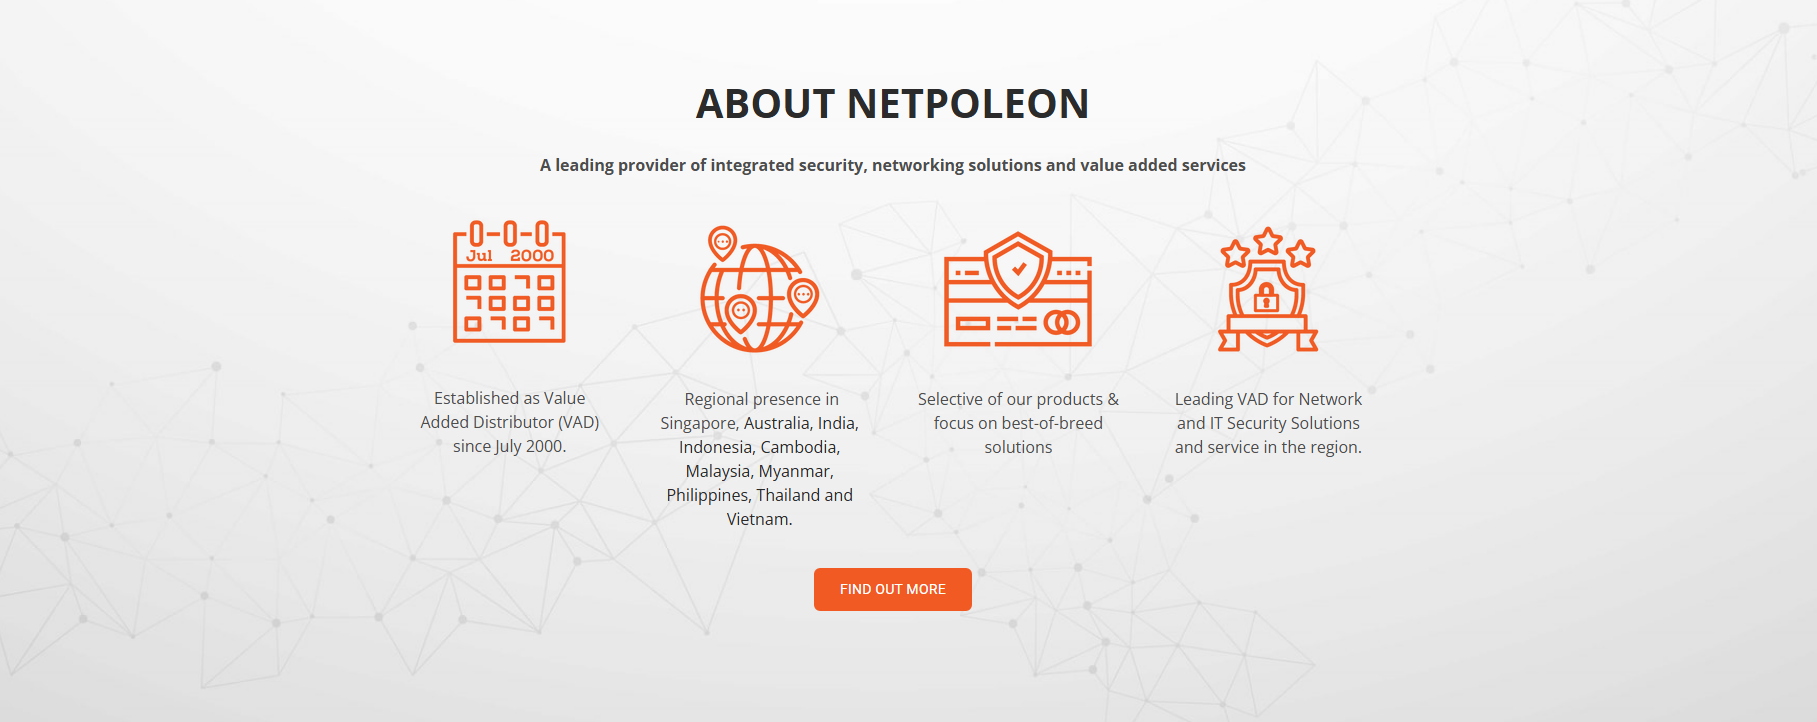 ABOUT NETPOLEON
A leading provider of integrated security, networking solutions and value added services
Jul 2000
Established as Value
Added Distributor (VAD)
since July 2000.
Regional presence in
Singapore, Australia, India,
Indonesia, Cambodia,
Malaysia, Myanmar,
Philippines, Thailand and
Vietnam.
Selective of our products &
focus on best-of-breed
solutions
Leading VAD for Network
and IT Security Solutions
and service in the region.
FIND OUT MORE